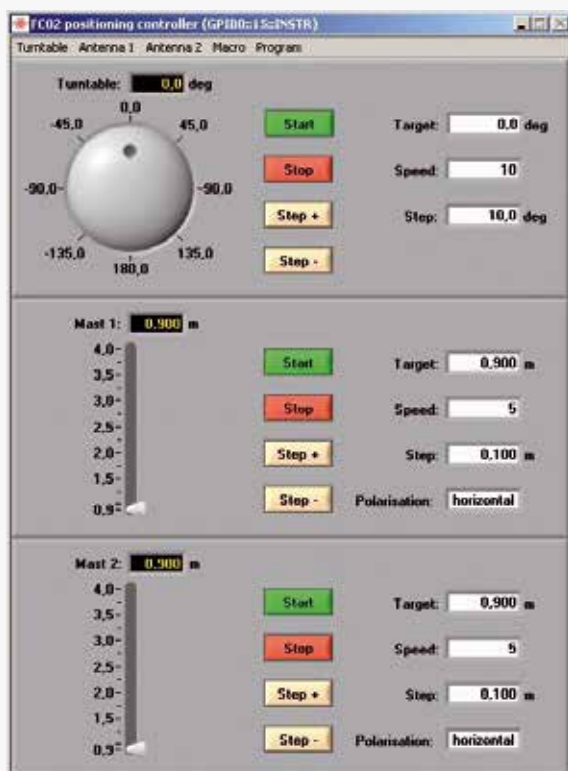 TC02 positioning controller (GPIB0::15::INSTR)
Turntable Antenna 1 Antenna 2 Macro Program
Turntable: 0,0 deg
0,0
-45,0 45,0
-90,0 -90,0
-135,0 135,0
180,0
Start
Stop
Step +
Step -
Target: 0,0 deg
Speed: 10
Step: 10,0 deg
Mast 1: 0,900 m
4,0
3,5
3,0
2,5
2,0
1,5
0,9
Start
Stop
Step +
Step -
Target: 0,900 m
Speed: 5
Step: 0,100 m
Polarisation: horizontal
Mast 2: 0,900 m
4,0
3,5
3,0
2,5
2,0
1,5
0,9
Start
Stop
Step +
Step -
Target: 0,900 m
Speed: 5
Step: 0,100 m
Polarisation: horizontal